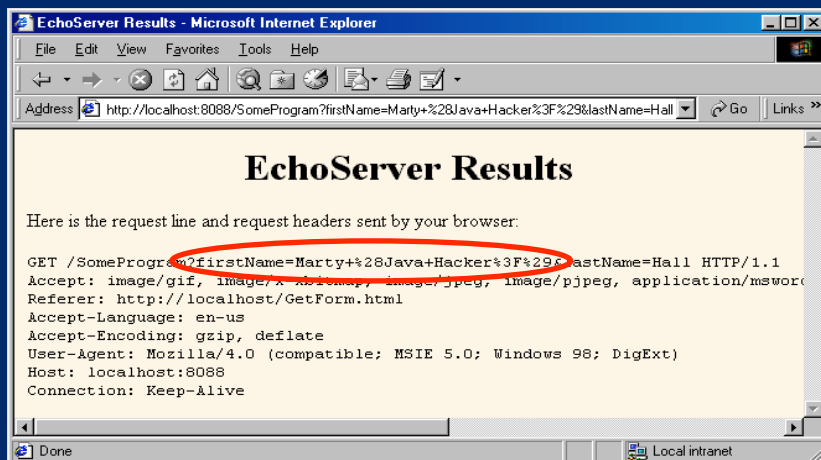 EchoServer Results - Microsoft Internet Explorer
File Edit View Favorites Tools Help
Address http://localhost:8088/SomeProgram?firstName=Marty+%28Java+Hacker%3F%29&lastName=Hall Go Links »
EchoServer Results
Here is the request line and request headers sent by your browser:
GET /SomeProgram?firstName=Marty+%28Java+Hacker%3F%29&lastName=Hall HTTP/1.1
Accept: image/gif, image/x-xbitmap, image/jpeg, image/pjpeg, application/msword
Referer: http://localhost/GetForm.html
Accept-Language: en-us
Accept-Encoding: gzip, deflate
User-Agent: Mozilla/4.0 (compatible; MSIE 5.0; Windows 98; DigExt)
Host: localhost:8088
Connection: Keep-Alive
Done Local intranet